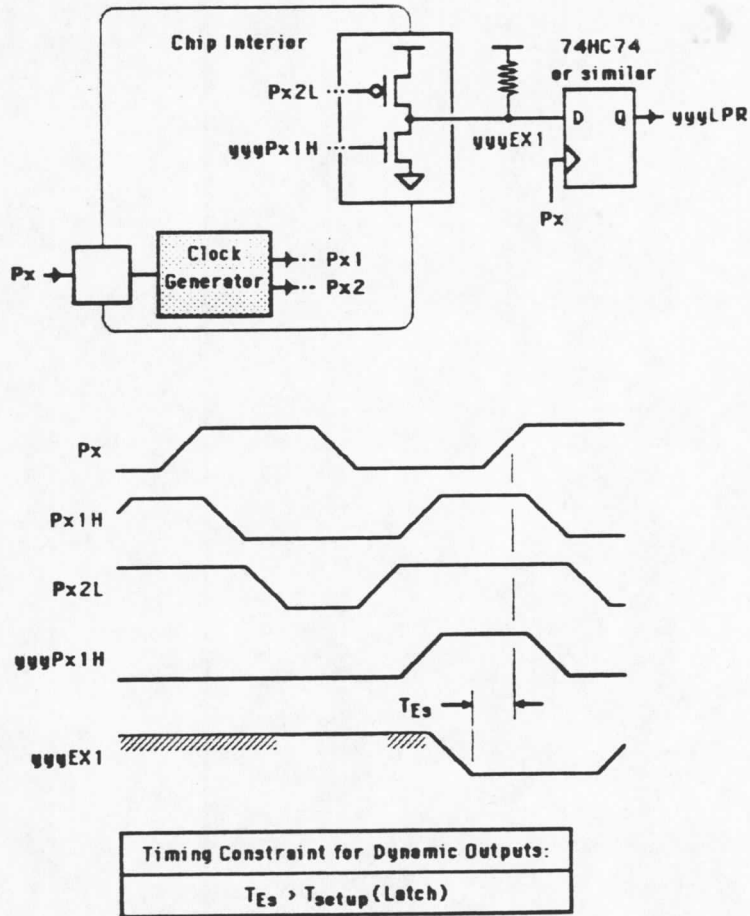 Chip Interior
74HC74
or similar
Px2L
yyyPx1H
yyyEX1
D Q
yyyLPR
Px
Px
Clock
Generator
Px1
Px2
Px
Px1H
Px2L
yyyPx1H
TEs
yyyEX1
Timing Constraint for Dynamic Outputs:
TEs > Tsetup(Latch)